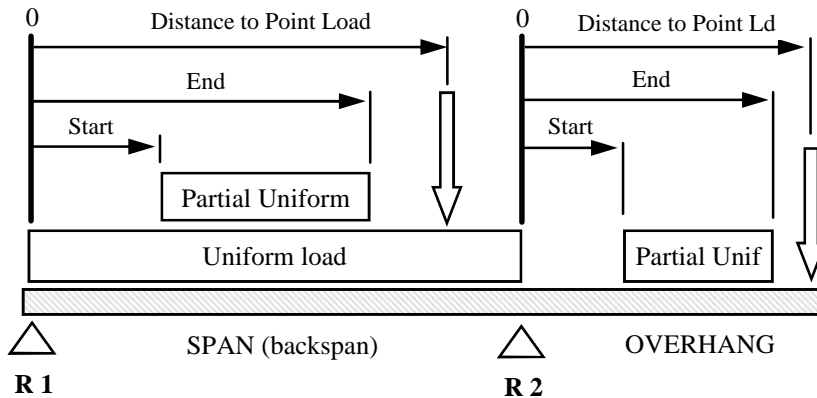 0
Distance to Point Load
0
Distance to Point Ld
End
End
Start
Start
Partial Uniform
Uniform load
Partial Unif
SPAN (backspan)
OVERHANG
R 1
R 2